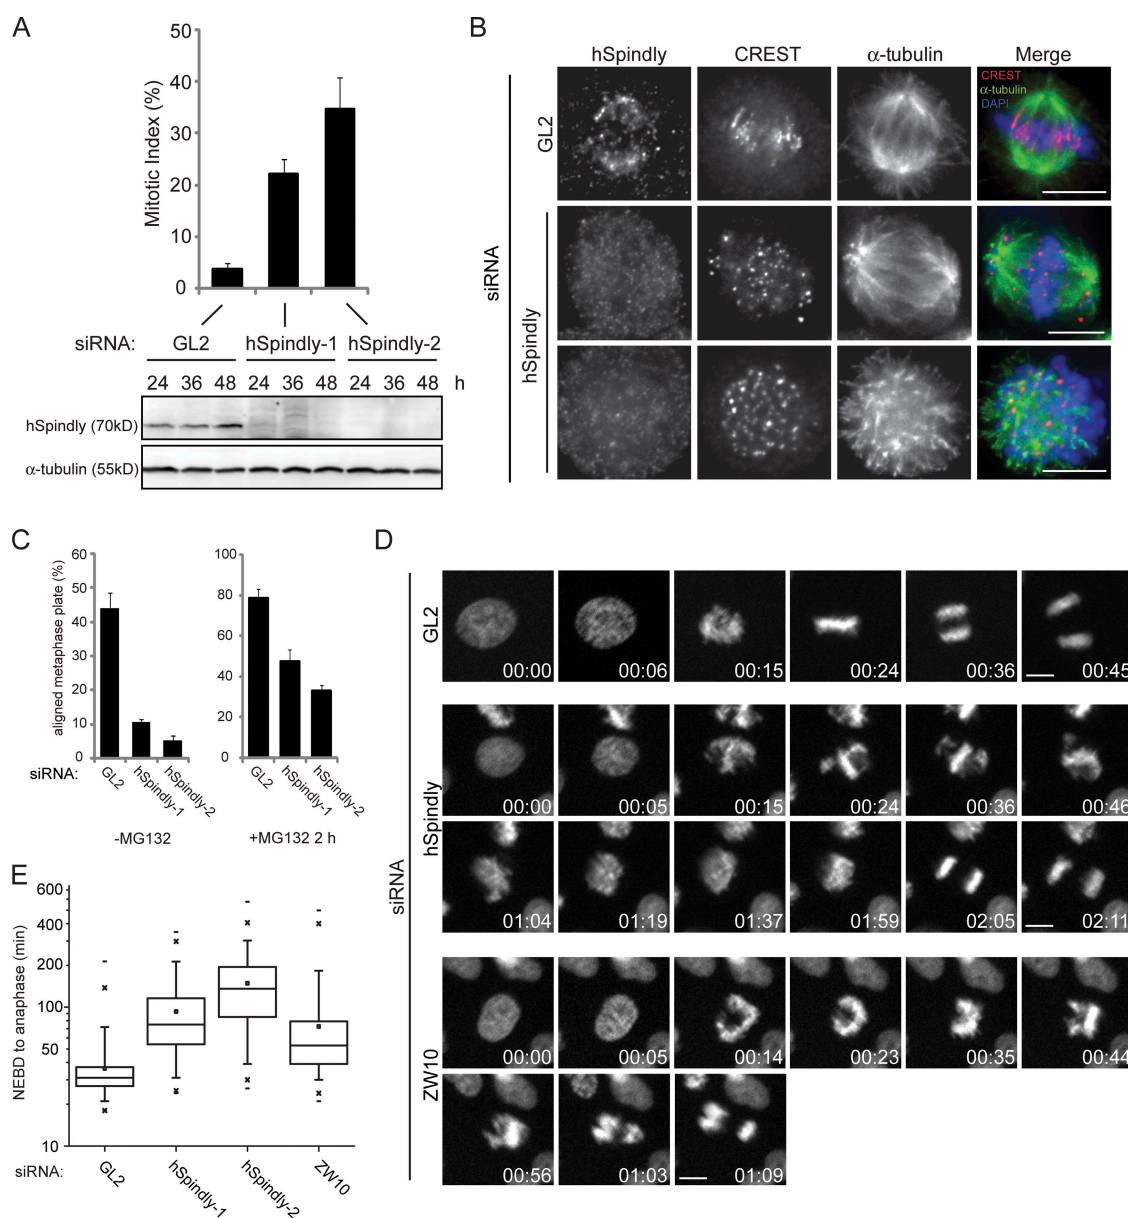 A
50
40
30
20
10
0
Mitotic Index (%)
siRNA: GL2 hSpindly-1 hSpindly-2
24 36 48 24 36 48 24 36 48 h
hSpindly (70kD)
α-tubulin (55kD)
B
hSpindly CREST α-tubulin Merge
CREST
α-tubulin
DAPI
GL2
hSpindly
siRNA
C
aligned metaphase plate (%)
60
50
40
30
20
10
0
100
80
60
40
20
0
siRNA:
GL2
hSpindly-1
hSpindly-2
GL2
hSpindly-1
hSpindly-2
-MG132 +MG132 2 h
D
siRNA
GL2
00:00 00:06 00:15 00:24 00:36 00:45
hSpindly
00:00 00:05 00:15 00:24 00:36 00:46
01:04 01:19 01:37 01:59 02:05 02:11
ZW10
00:00 00:05 00:14 00:23 00:35 00:44
00:56 01:03 01:09
E
NEBD to anaphase (min)
600
400
200
100
50
10
siRNA:
GL2
hSpindly-1
hSpindly-2
ZW10